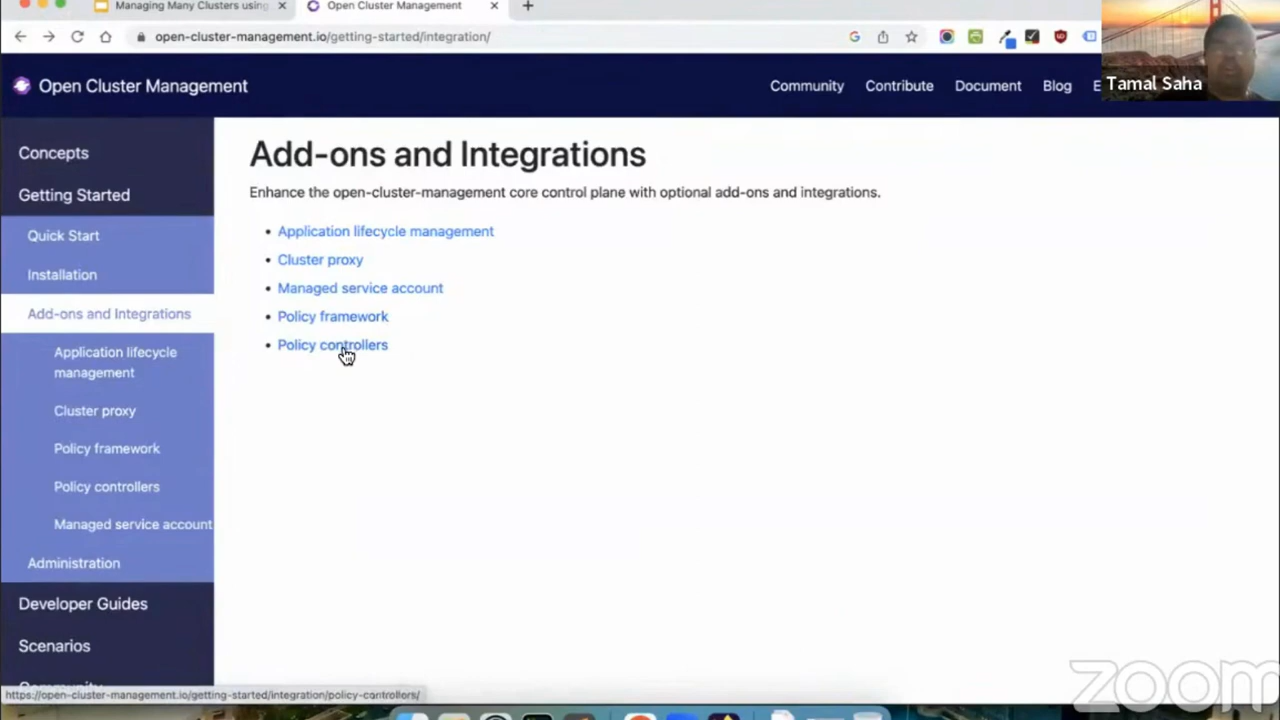 Managing Many Clusters using
Open Cluster Management
open-cluster-management.io/getting-started/integration/
Tamal Saha
Open Cluster Management
Community
Contribute
Document
Blog
Concepts
Getting Started
Quick Start
Installation
Add-ons and Integrations
Application lifecycle
management
Cluster proxy
Policy framework
Policy controllers
Managed service account
Administration
Developer Guides
Scenarios
Community
Add-ons and Integrations
Enhance the open-cluster-management core control plane with optional add-ons and integrations.
• Application lifecycle management
• Cluster proxy
• Managed service account
• Policy framework
• Policy controllers
https://open-cluster-management.io/getting-started/integration/policy-controllers/
zoom